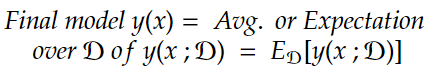 Final model y(x) = Avg. or Expectation
over 𝒟 of y(x ; 𝒟) = E𝒟[y(x ; 𝒟)]